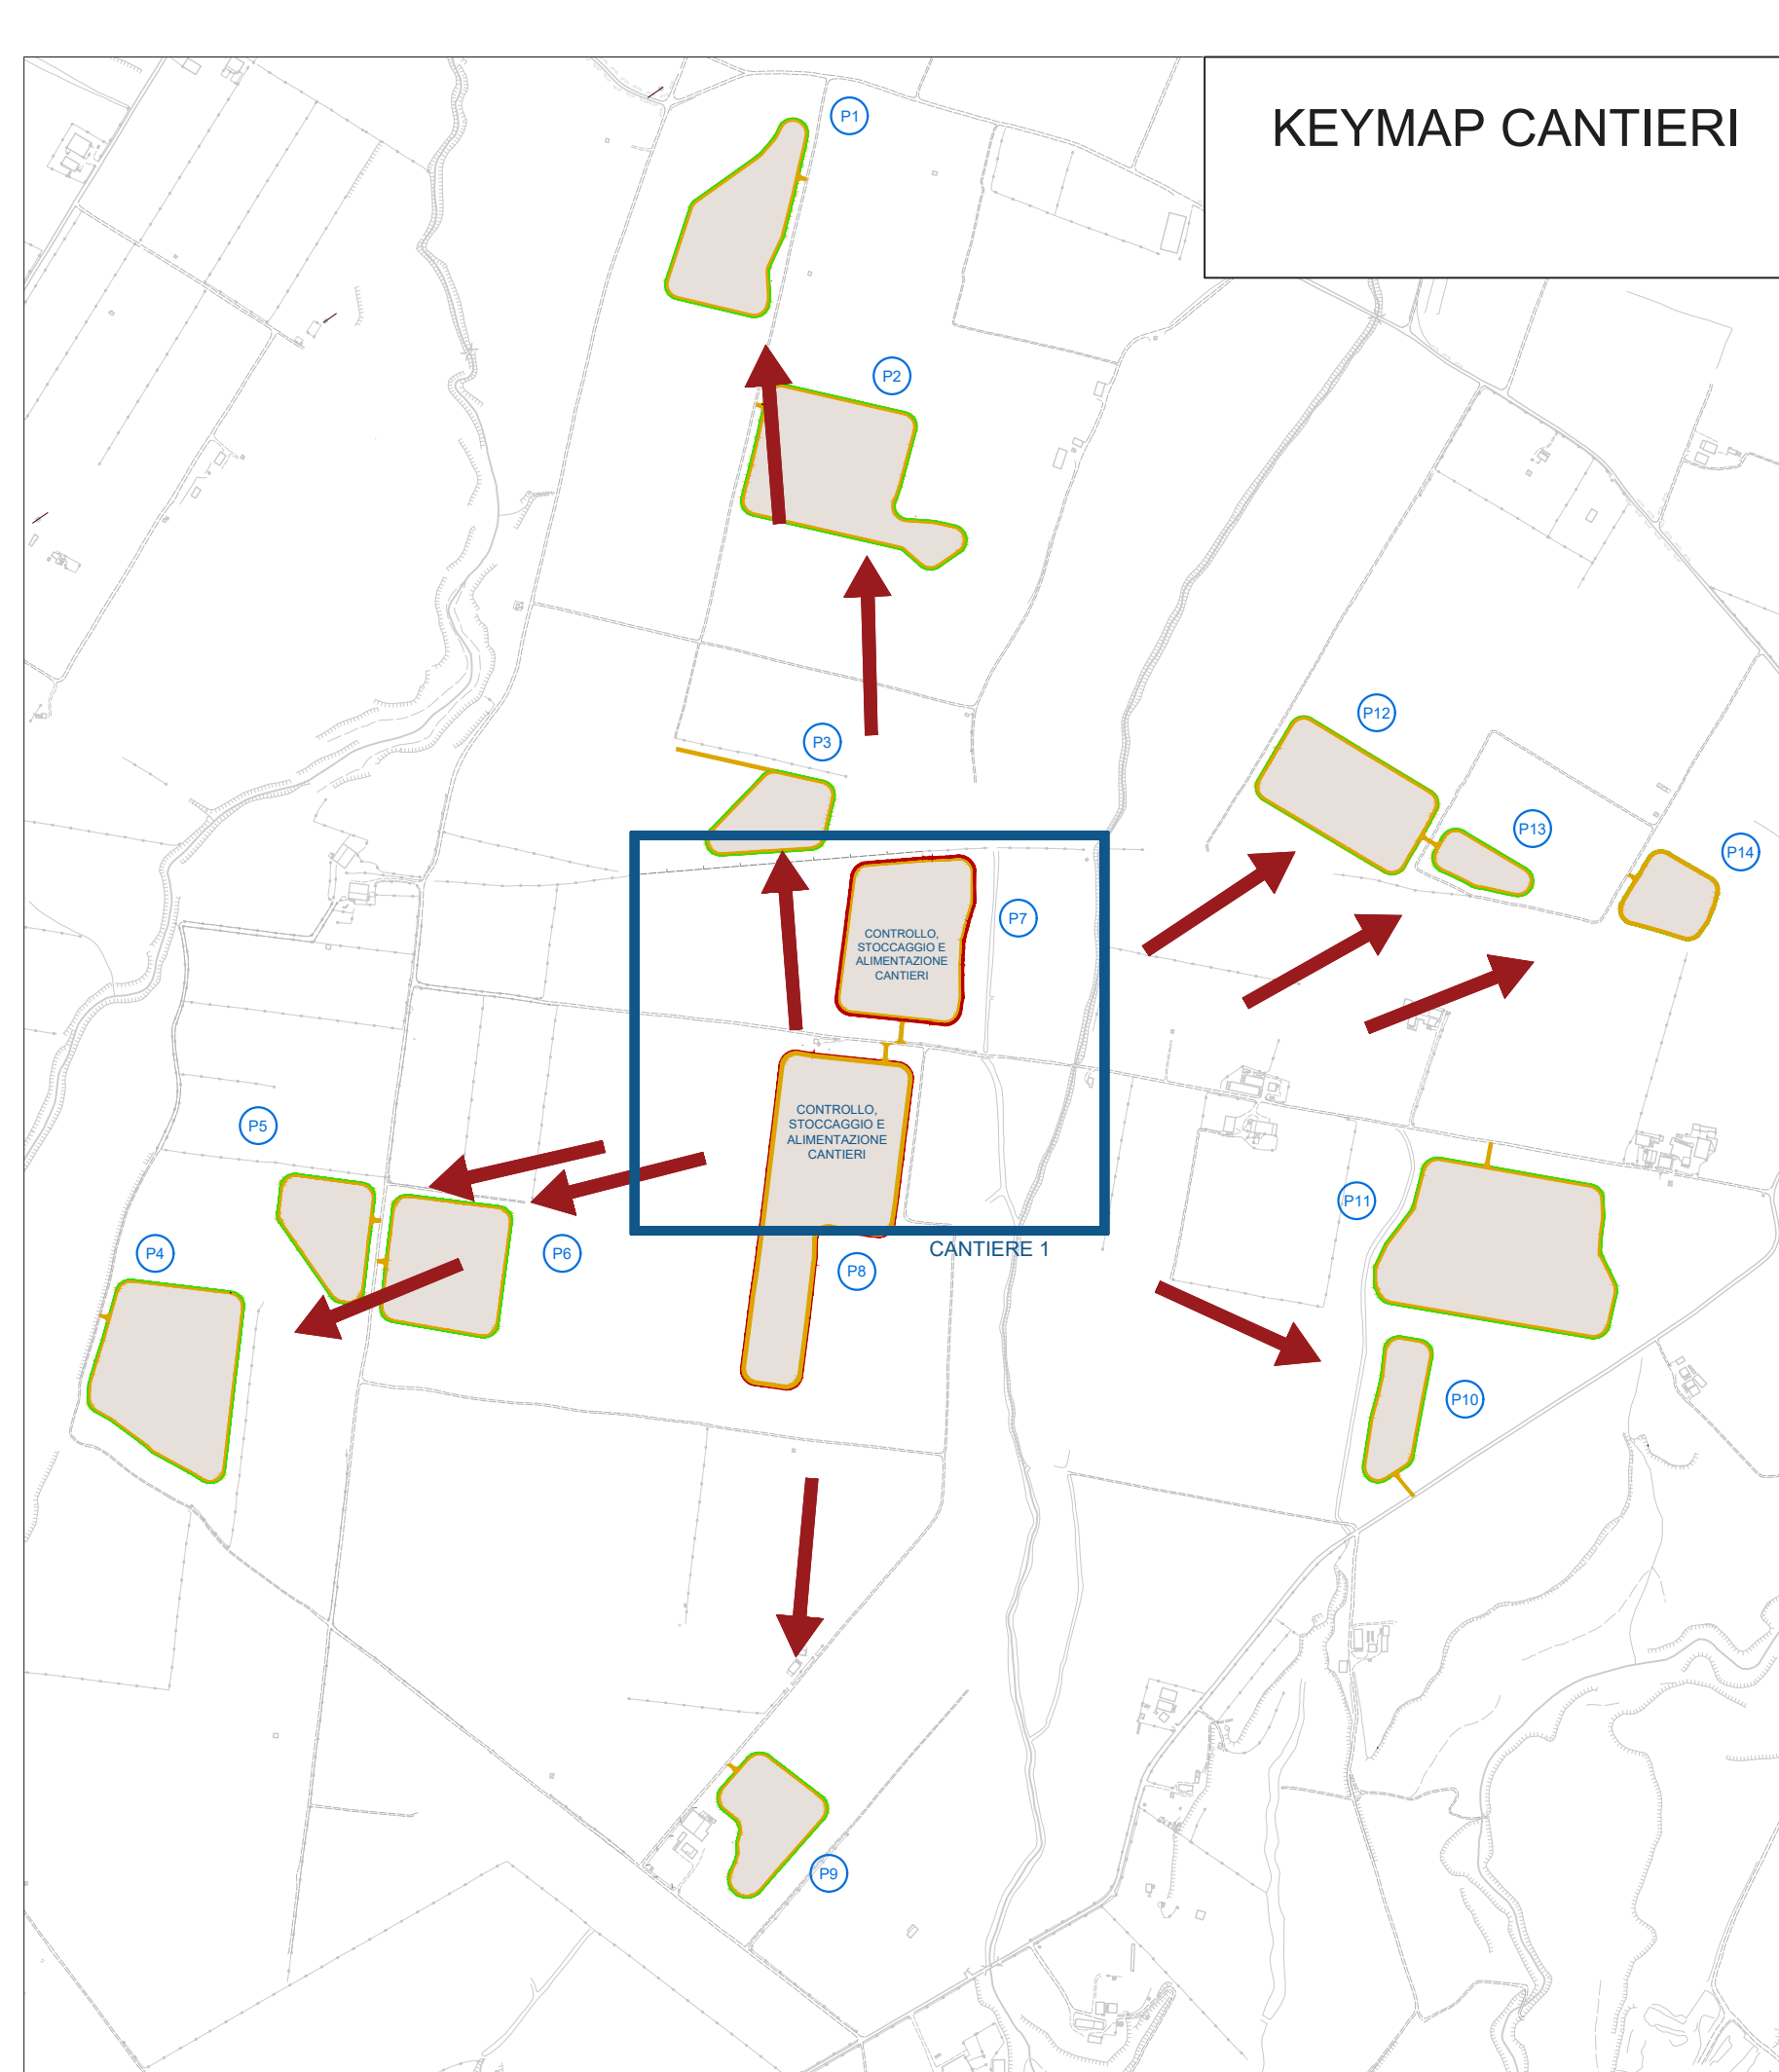 KEYMAP CANTIERI
P1
P2
P3
P12
P13
P14
P7
CONTROLLO,
STOCCAGGIO E
ALIMENTAZIONE
CANTIERI
P5
CONTROLLO,
STOCCAGGIO E
ALIMENTAZIONE
CANTIERI
P11
P4
P6
CANTIERE 1
P8
P10
P9